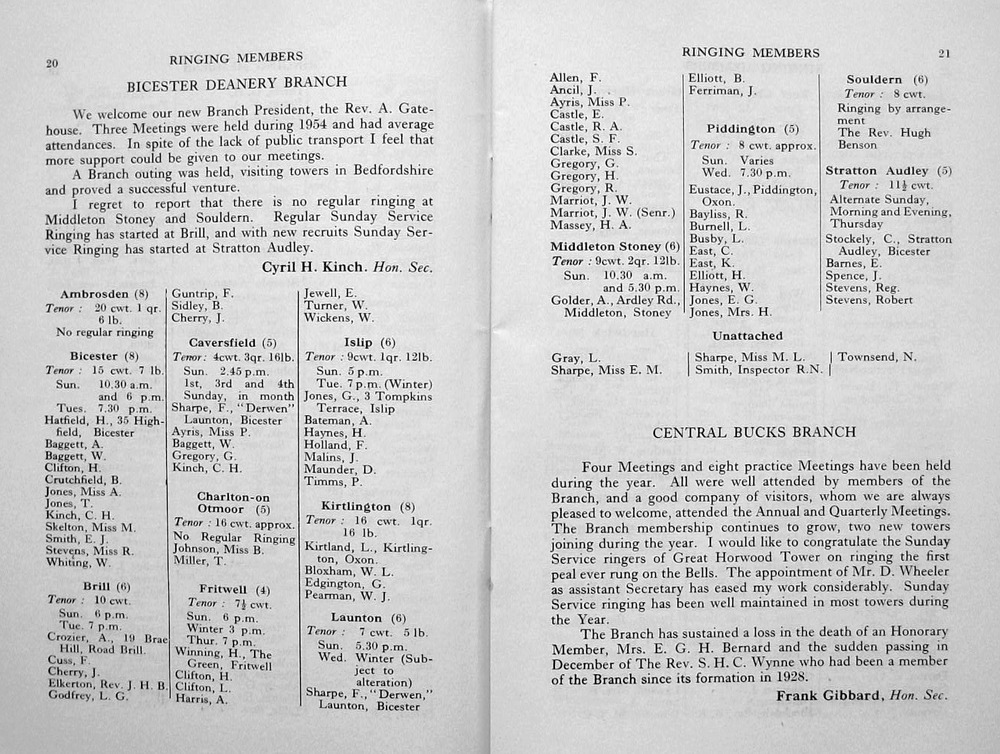 20
RINGING MEMBERS
BICESTER DEANERY BRANCH
We welcome our new Branch President, the Rev. A. Gate-
house. Three Meetings were held during 1954 and had average
attendances. In spite of the lack of public transport I feel that
more support could be given to our meetings.
A Branch outing was held, visiting towers in Bedfordshire
and proved a successful venture.
I regret to report that there is no regular ringing at
Middleton Stoney and Souldern. Regular Sunday Service
Ringing has started at Brill, and with new recruits Sunday Ser-
vice Ringing has started at Stratton Audley.
Cyril H. Kinch. Hon. Sec.
Ambrosden (8)
Tenor : 20 cwt. 1 qr.
6 lb.
No regular ringing
Bicester (8)
Tenor : 15 cwt. 7 lb.
Sun. 10.30 a.m.
and 6 p.m.
Tues. 7.30 p.m.
Hatfield, H., 35 High-
field, Bicester
Baggett, A.
Baggett, W.
Clifton, H.
Crutchfield, B.
Jones, Miss A.
Jones, T.
Kinch, C. H.
Skelton, Miss M.
Smith, E. J.
Stevens, Miss R.
Whiting, W.
Brill (6)
Tenor : 10 cwt.
Sun. 6 p.m.
Tue. 7 p.m.
Crozier, A., 19 Brae
Hill, Road Brill.
Cuss, F.
Cherry, J.
Elkerton, Rev. J. H. B.
Godfrey, L. G.
Guntrip, F.
Sidley, B.
Cherry, J.
Caversfield (5)
Tenor: 4cwt. 3qr. 16lb.
Sun. 2.45 p.m.
1st, 3rd and 4th
Sunday, in month
Sharpe, F., "Derwen"
Launton, Bicester
Ayris, Miss P.
Baggett, W.
Gregory, G.
Kinch, C. H.
Charlton-on
Otmoor (5)
Tenor : 16 cwt. approx.
No Regular Ringing
Johnson, Miss B.
Miller, T.
Fritwell (4)
Tenor : 7½ cwt.
Sun. 6 p.m.
Winter 3 p.m.
Thur. 7 p.m.
Winning, H., The
Green, Fritwell
Clifton, H.
Clifton, L.
Harris, A.
Jewell, E.
Turner, W.
Wickens, W.
Islip (6)
Tenor : 9cwt. 1qr. 12lb.
Sun. 5 p.m.
Tue. 7 p.m. (Winter)
Jones, G., 3 Tompkins
Terrace, Islip
Bateman, A.
Haynes, H.
Holland, F.
Malins, J.
Maunder, D.
Timms, P.
Kirtlington (8)
Tenor : 16 cwt. 1qr.
16 lb.
Kirtland, L., Kirtling-
ton, Oxon.
Bloxham, W. L.
Edgington, G.
Pearman, W. J.
Launton (6)
Tenor : 7 cwt. 5 lb.
Sun. 5.30 p.m.
Wed. Winter (Sub-
ject to
alteration)
Sharpe, F., "Derwen,"
Launton, Bicester
RINGING MEMBERS
21
Allen, F.
Ancil, J.
Ayris, Miss P.
Castle, E.
Castle, R. A.
Castle, S. F.
Clarke, Miss S.
Gregory, G.
Gregory, H.
Gregory, R.
Marriot, J. W.
Marriot, J. W. (Senr.)
Massey, H. A.
Middleton Stoney (6)
Tenor : 9cwt. 2qr. 12lb.
Sun. 10.30 a.m.
and 5.30 p.m.
Golder, A., Ardley Rd.,
Middleton, Stoney
Elliott, B.
Ferriman, J.
Piddington (5)
Tenor : 8 cwt. approx.
Sun. Varies
Wed. 7.30 p.m.
Eustace, J., Piddington,
Oxon.
Bayliss, R.
Burnell, L.
Busby, L.
East, C.
East, K.
Elliott, H.
Haynes, W.
Jones, E. G.
Jones, Mrs. H.
Souldern (6)
Tenor : 8 cwt.
Ringing by arrange-
ment
The Rev. Hugh
Benson
Stratton Audley (5)
Tenor : 11½ cwt.
Alternate Sunday,
Morning and Evening,
Thursday
Stockely, C., Stratton
Audley, Bicester
Barnes, E.
Spence, J.
Stevens, Reg.
Stevens, Robert
Unattached
Gray, L.
Sharpe, Miss E. M.
Sharpe, Miss M. L.
Smith, Inspector R.N.
Townsend, N.
CENTRAL BUCKS BRANCH
Four Meetings and eight practice Meetings have been held
during the year. All were well attended by members of the
Branch, and a good company of visitors, whom we are always
pleased to welcome, attended the Annual and Quarterly Meetings.
The Branch membership continues to grow, two new towers
joining during the year. I would like to congratulate the Sunday
Service ringers of Great Horwood Tower on ringing the first
peal ever rung on the Bells. The appointment of Mr. D. Wheeler
as assistant Secretary has eased my work considerably. Sunday
Service ringing has been well maintained in most towers during
the Year.
The Branch has sustained a loss in the death of an Honorary
Member, Mrs. E. G. H. Bernard and the sudden passing in
December of The Rev. S. H. C. Wynne who had been a member
of the Branch since its formation in 1928.
Frank Gibbard, Hon. Sec.